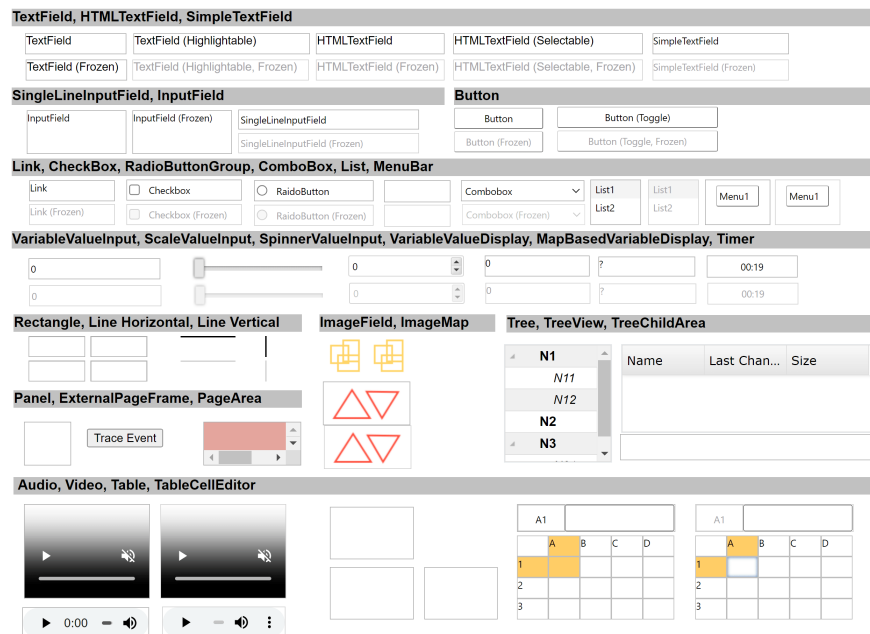 TextField, HTMLTextField, SimpleTextField
TextField TextField (Highlightable) HTMLTextField HTMLTextField (Selectable) SimpleTextField
TextField (Frozen) TextField (Highlightable, Frozen) HTMLTextField (Frozen) HTMLTextField (Selectable, Frozen) SimpleTextField (Frozen)
SingleLineInputField, InputField Button
InputField InputField (Frozen) SingleLineInputField Button Button (Toggle)
SingleLineInputField (Frozen) Button (Frozen) Button (Toggle, Frozen)
Link, CheckBox, RadioButtonGroup, ComboBox, List, MenuBar
Link Checkbox RaidoButton Combobox List1 List1 Menu1 Menu1
Link (Frozen) Checkbox (Frozen) RaidoButton (Frozen) Combobox (Frozen) List2 List2
VariableValueInput, ScaleValueInput, SpinnerValueInput, VariableValueDisplay, MapBasedVariableDisplay, Timer
0 0 0 ? 00:19
0 0 0 ? 00:19
Rectangle, Line Horizontal, Line Vertical ImageField, ImageMap Tree, TreeView, TreeChildArea
N1 Name Last Chan... Size
N11
N12
Panel, ExternalPageFrame, PageArea
N2
Trace Event
N3
Audio, Video, Table, TableCellEditor
A1 A1
A B C D A B C D
1 1
2 2
3 3
0:00